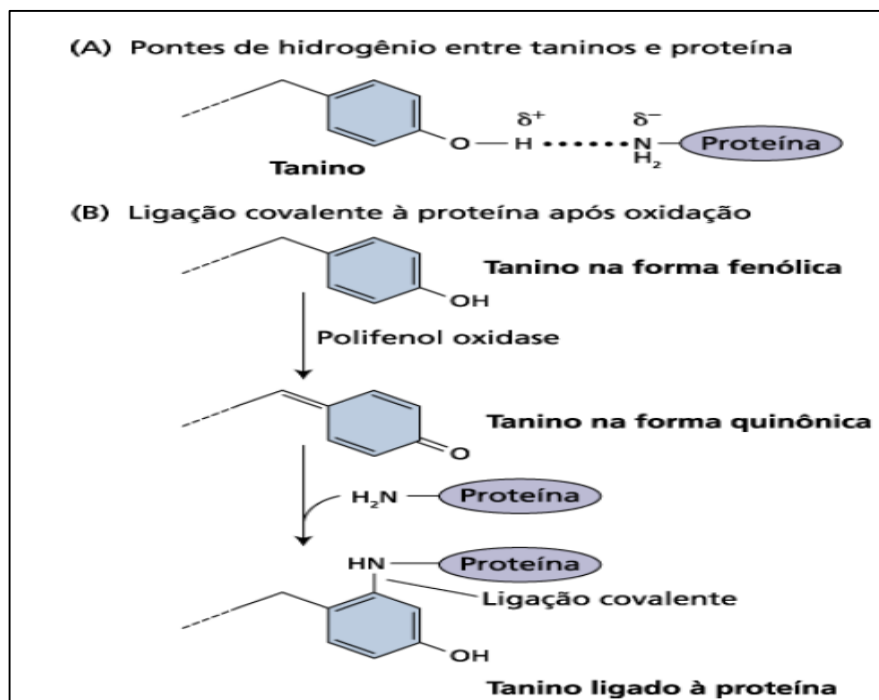 (A) Pontes de hidrogênio entre taninos e proteína
δ⁺ δ⁻
O — H •••••• N — Proteína
H₂
Tanino
(B) Ligação covalente à proteína após oxidação
Tanino na forma fenólica
OH
Polifenol oxidase
Tanino na forma quinônica
O
H₂N — Proteína
HN — Proteína
Ligação covalente
OH
Tanino ligado à proteína